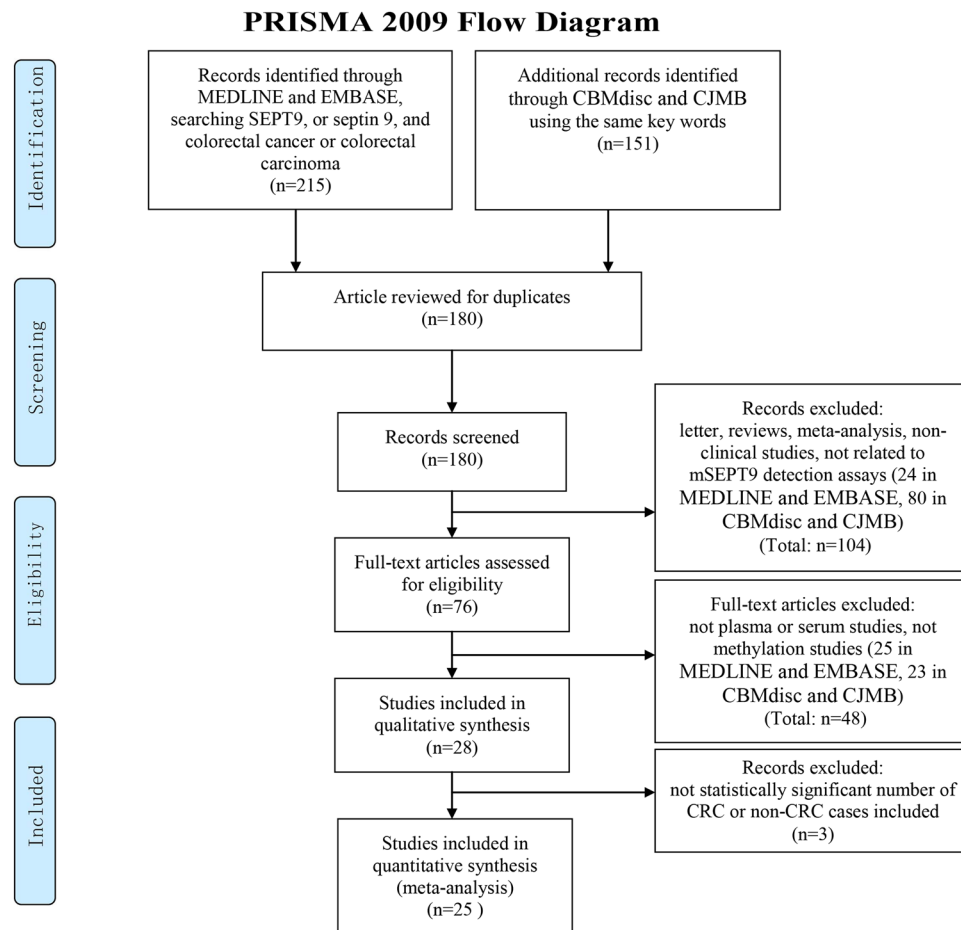 PRISMA 2009 Flow Diagram
Identification
Records identified through
MEDLINE and EMBASE,
searching SEPT9, or septin 9, and
colorectal cancer or colorectal
carcinoma
(n=215)
Additional records identified
through CBMdisc and CJMB
using the same key words
(n=151)
Screening
Article reviewed for duplicates
(n=180)
Records screened
(n=180)
Records excluded:
letter, reviews, meta-analysis, non-
clinical studies, not related to
mSEPT9 detection assays (24 in
MEDLINE and EMBASE, 80 in
CBMdisc and CJMB)
(Total: n=104)
Eligibility
Full-text articles assessed
for eligibility
(n=76)
Full-text articles excluded:
not plasma or serum studies, not
methylation studies (25 in
MEDLINE and EMBASE, 23 in
CBMdisc and CJMB)
(Total: n=48)
Included
Studies included in
qualitative synthesis
(n=28)
Records excluded:
not statistically significant number of
CRC or non-CRC cases included
(n=3)
Studies included in
quantitative synthesis
(meta-analysis)
(n=25 )